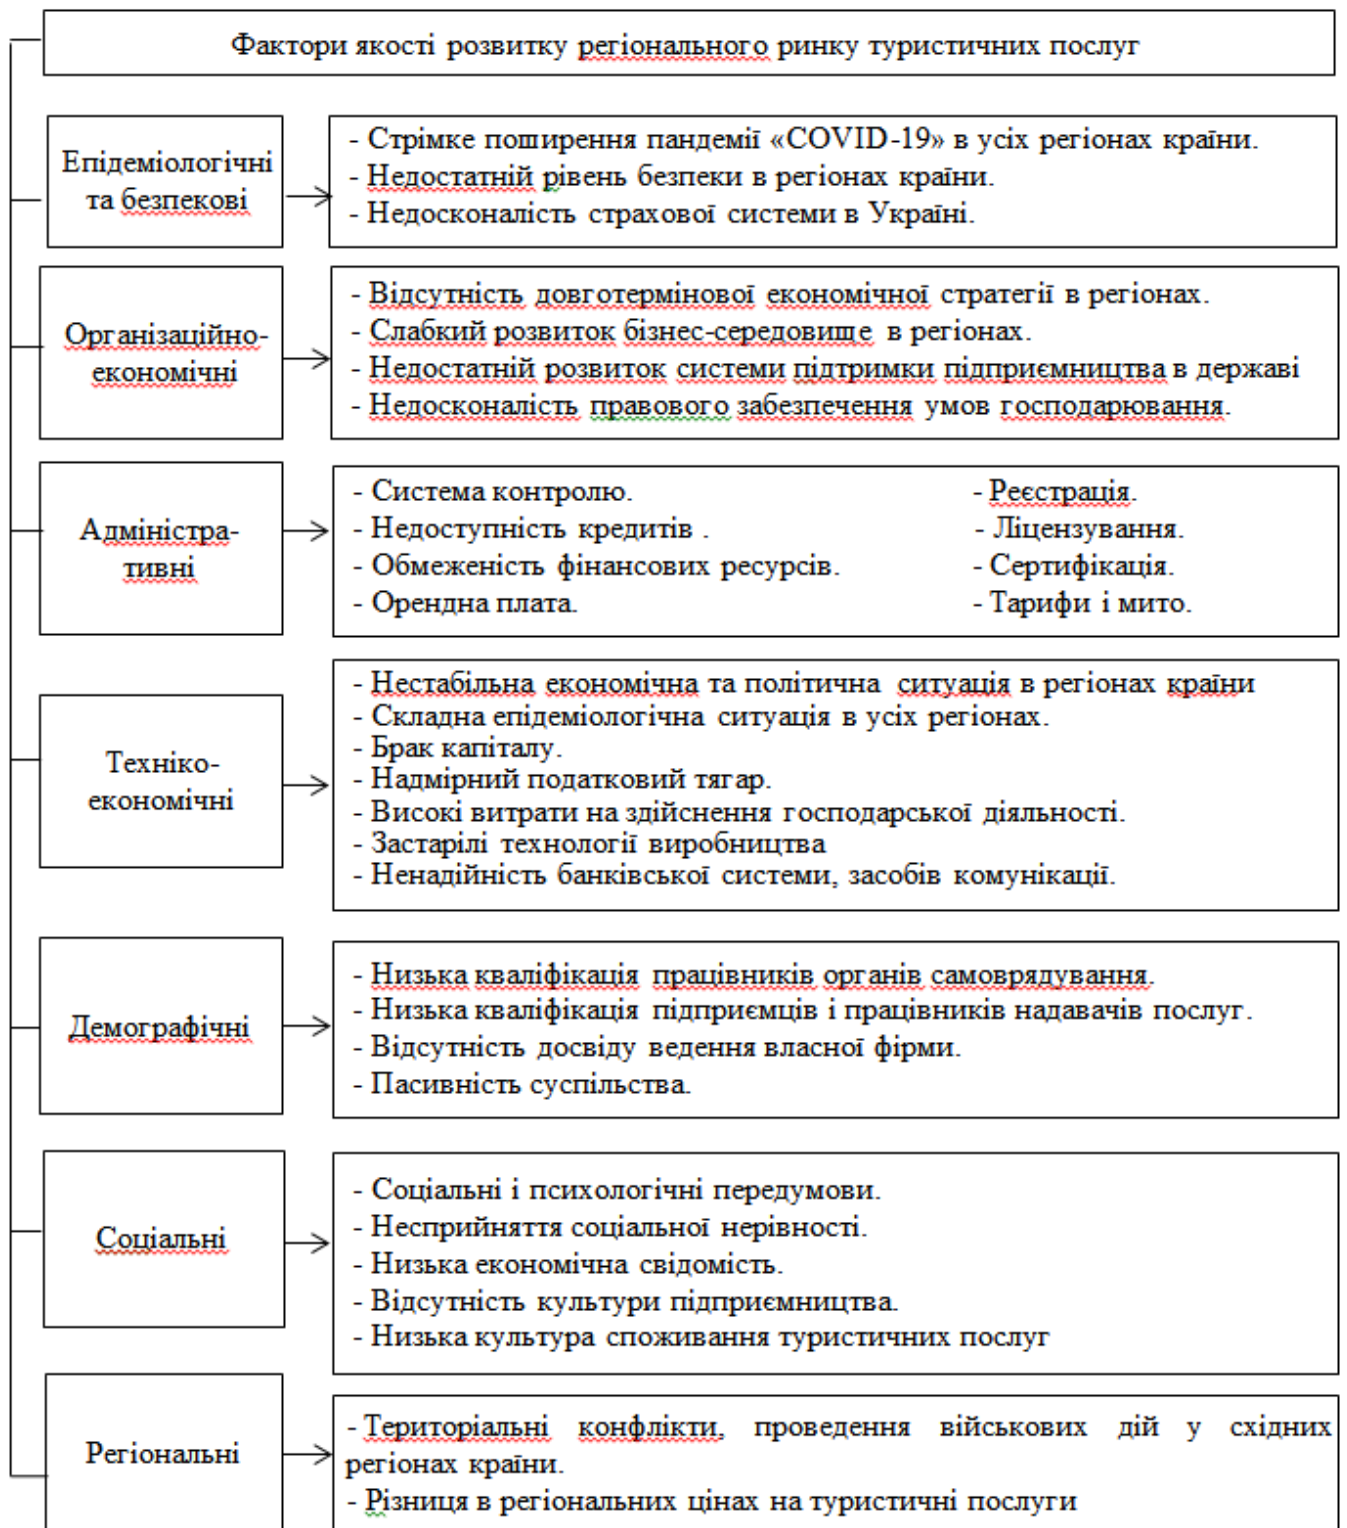 Фактори якості розвитку регіонального ринку туристичних послуг
Епідеміологічні
та безпекові
- Стрімке поширення пандемії «COVID-19» в усіх регіонах країни.
- Недостатній рівень безпеки в регіонах країни.
- Недосконалість страхової системи в Україні.
Організаційно-
економічні
- Відсутність довготермінової економічної стратегії в регіонах.
- Слабкий розвиток бізнес-середовище в регіонах.
- Недостатній розвиток системи підтримки підприємництва в державі
- Недосконалість правового забезпечення умов господарювання.
Адміністра-
тивні
- Система контролю.
- Недоступність кредитів .
- Обмеженість фінансових ресурсів.
- Орендна плата.
- Реєстрація.
- Ліцензування.
- Сертифікація.
- Тарифи і мито.
Техніко-
економічні
- Нестабільна економічна та політична ситуація в регіонах країни
- Складна епідеміологічна ситуація в усіх регіонах.
- Брак капіталу.
- Надмірний податковий тягар.
- Високі витрати на здійснення господарської діяльності.
- Застарілі технології виробництва
- Ненадійність банківської системи, засобів комунікації.
Демографічні
- Низька кваліфікація працівників органів самоврядування.
- Низька кваліфікація підприємців і працівників надавачів послуг.
- Відсутність досвіду ведення власної фірми.
- Пасивність суспільства.
Соціальні
- Соціальні і психологічні передумови.
- Несприйняття соціальної нерівності.
- Низька економічна свідомість.
- Відсутність культури підприємництва.
- Низька культура споживання туристичних послуг
Регіональні
- Територіальні конфлікти, проведення військових дій у східних
регіонах країни.
- Різниця в регіональних цінах на туристичні послуги